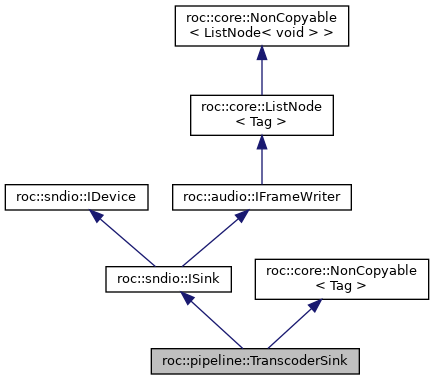 roc::core::NonCopyable
< ListNode< void > >
roc::core::ListNode
< Tag >
roc::sndio::IDevice
roc::audio::IFrameWriter
roc::sndio::ISink
roc::core::NonCopyable
< Tag >
roc::pipeline::TranscoderSink